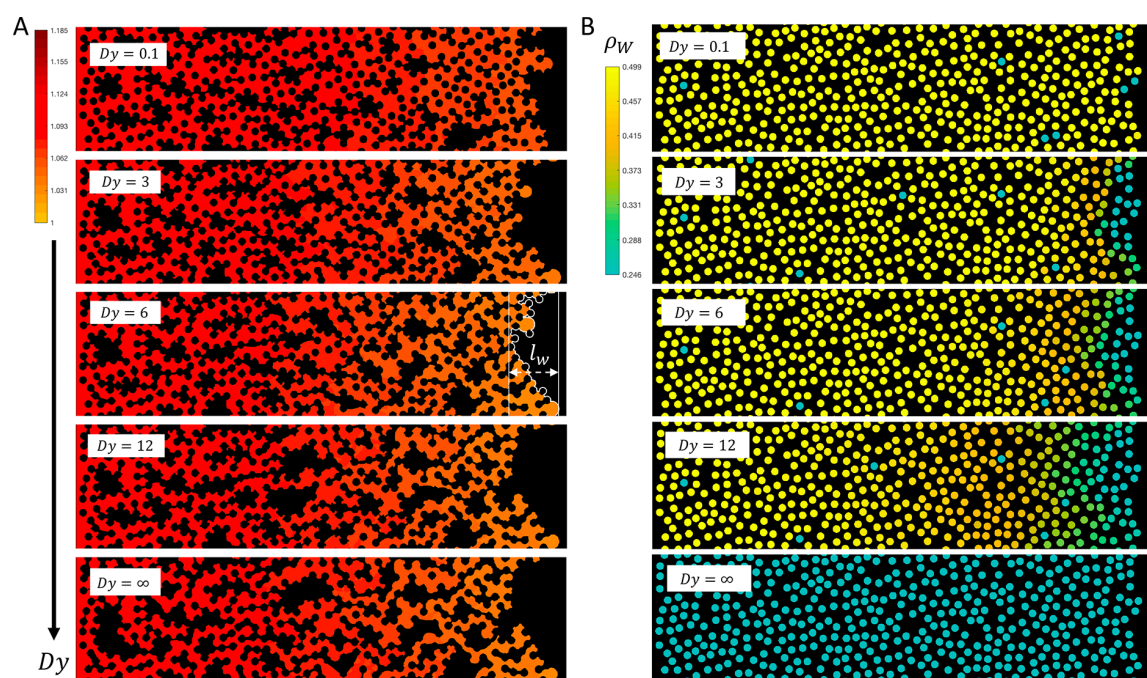 A
1.185
1.155
1.124
1.093
1.062
1.031
1
Dy = 0.1
Dy = 3
Dy = 6
l_W
Dy = 12
Dy = ∞
Dy
B
ρ_W
0.499
0.457
0.415
0.373
0.330
0.288
0.246
Dy = 0.1
Dy = 3
Dy = 6
Dy = 12
Dy = ∞